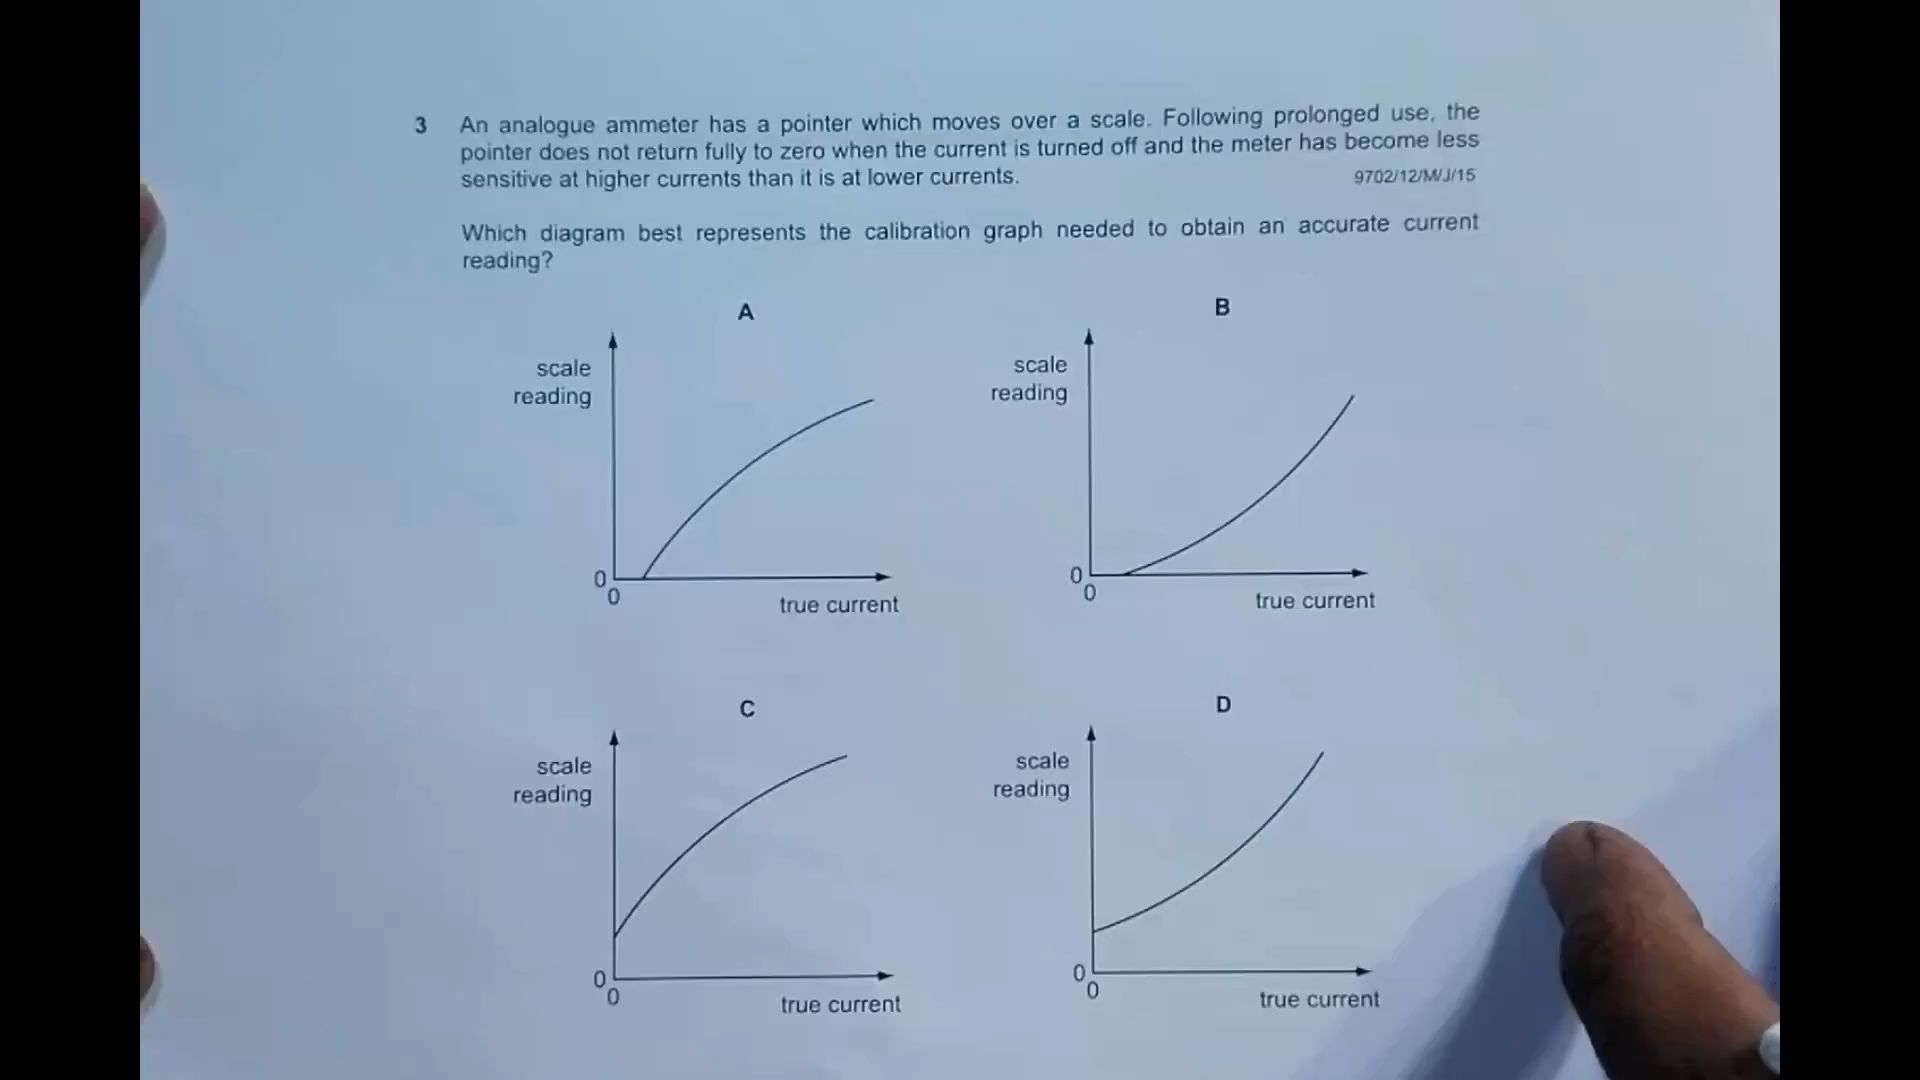 3 An analogue ammeter has a pointer which moves over a scale. Following prolonged use, the
pointer does not return fully to zero when the current is turned off and the meter has become less
sensitive at higher currents than it is at lower currents. 9702/12/M/J/15
Which diagram best represents the calibration graph needed to obtain an accurate current
reading?
A
scale
reading
0
0
true current
B
scale
reading
0
0
true current
C
scale
reading
0
0
true current
D
scale
reading
0
0
true current